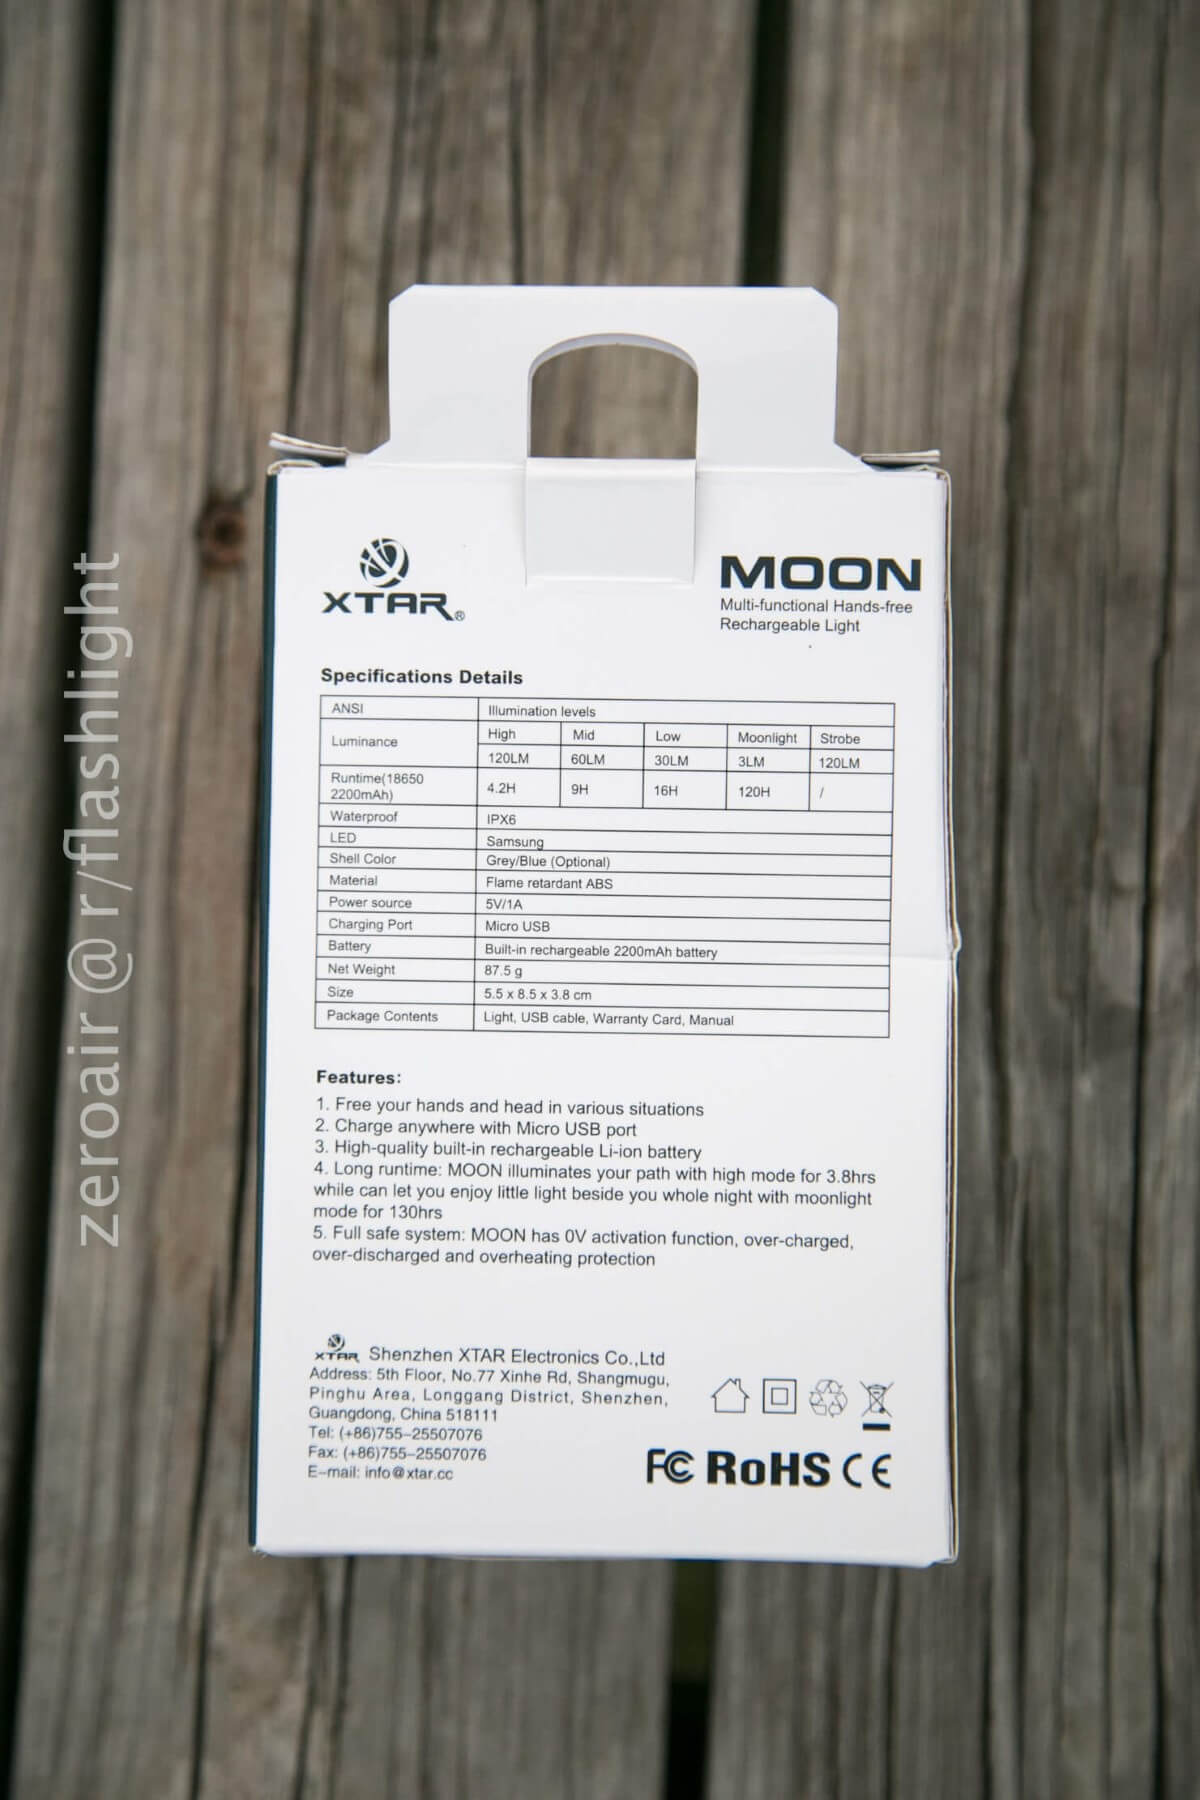 XTAR®
MOON
Multi-functional Hands-free
Rechargeable Light
Specifications Details
ANSI Illumination levels
Luminance High Mid Low Moonlight Strobe
120LM 60LM 30LM 3LM 120LM
Runtime(18650
2200mAh) 4.2H 9H 16H 120H /
Waterproof IPX6
LED Samsung
Shell Color Grey/Blue (Optional)
Material Flame retardant ABS
Power source 5V/1A
Charging Port Micro USB
Battery Built-in rechargeable 2200mAh battery
Net Weight 87.5 g
Size 5.5 x 8.5 x 3.8 cm
Package Contents Light, USB cable, Warranty Card, Manual
Features:
1. Free your hands and head in various situations
2. Charge anywhere with Micro USB port
3. High-quality built-in rechargeable Li-ion battery
4. Long runtime: MOON illuminates your path with high mode for 3.8hrs
while can let you enjoy little light beside you whole night with moonlight
mode for 130hrs
5. Full safe system: MOON has 0V activation function, over-charged,
over-discharged and overheating protection
XTAR Shenzhen XTAR Electronics Co.,Ltd
Address: 5th Floor, No.77 Xinhe Rd, Shangmugu,
Pinghu Area, Longgang District, Shenzhen,
Guangdong, China 518111
Tel: (+86)755-25507076
Fax: (+86)755-25507076
E-mail: info@xtar.cc
FC RoHS CE
zeroair @ r/flashlight